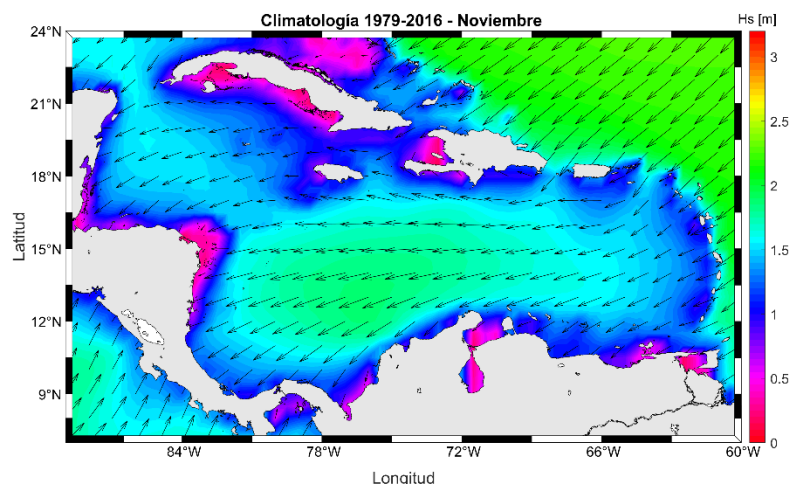 Climatología 1979-2016 - Noviembre
Hs [m]
24°N
21°N
18°N
15°N
12°N
9°N
Latitud
84°W
78°W
72°W
66°W
60°W
Longitud
3
2.5
2
1.5
1
0.5
0